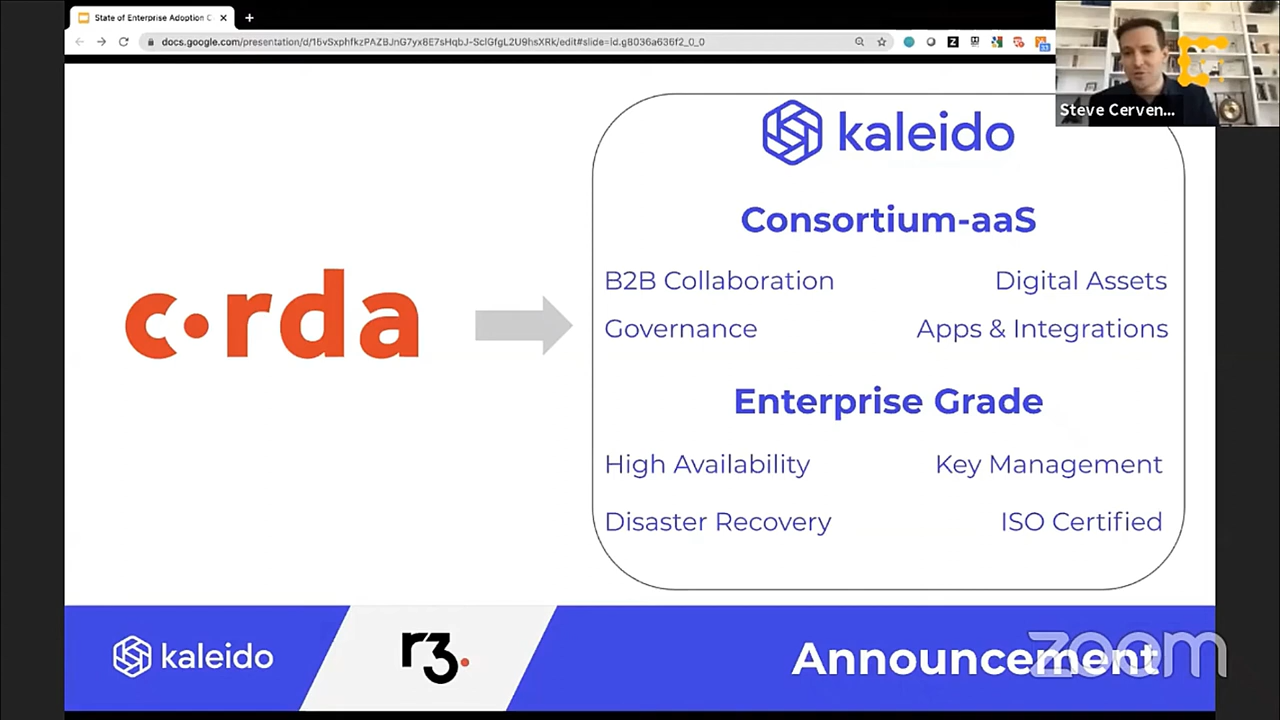 State of Enterprise Adoption C
docs.google.com/presentation/d/15vSxphfkzPAZBJnG7yx8E7sHqbJ-SclGfgL2U9hsXRk/edit#slide=id.g8036a636f2_0_0
Steve Cerven...
kaleido
Consortium-aaS
B2B Collaboration Digital Assets
Governance Apps & Integrations
Enterprise Grade
High Availability Key Management
Disaster Recovery ISO Certified
c•rda
kaleido
r3.
Announcement
zoom